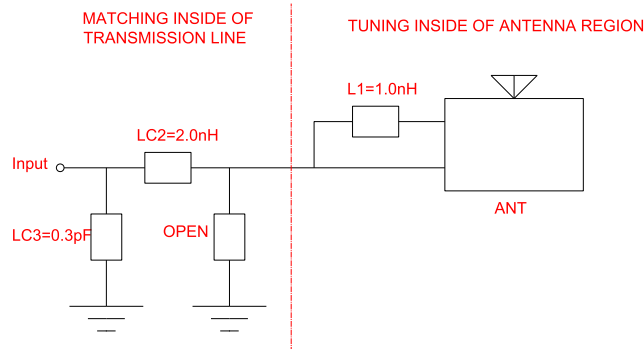 MATCHING INSIDE OF
TRANSMISSION LINE
TUNING INSIDE OF ANTENNA REGION
L1=1.0nH
LC2=2.0nH
Input
ANT
LC3=0.3pF
OPEN